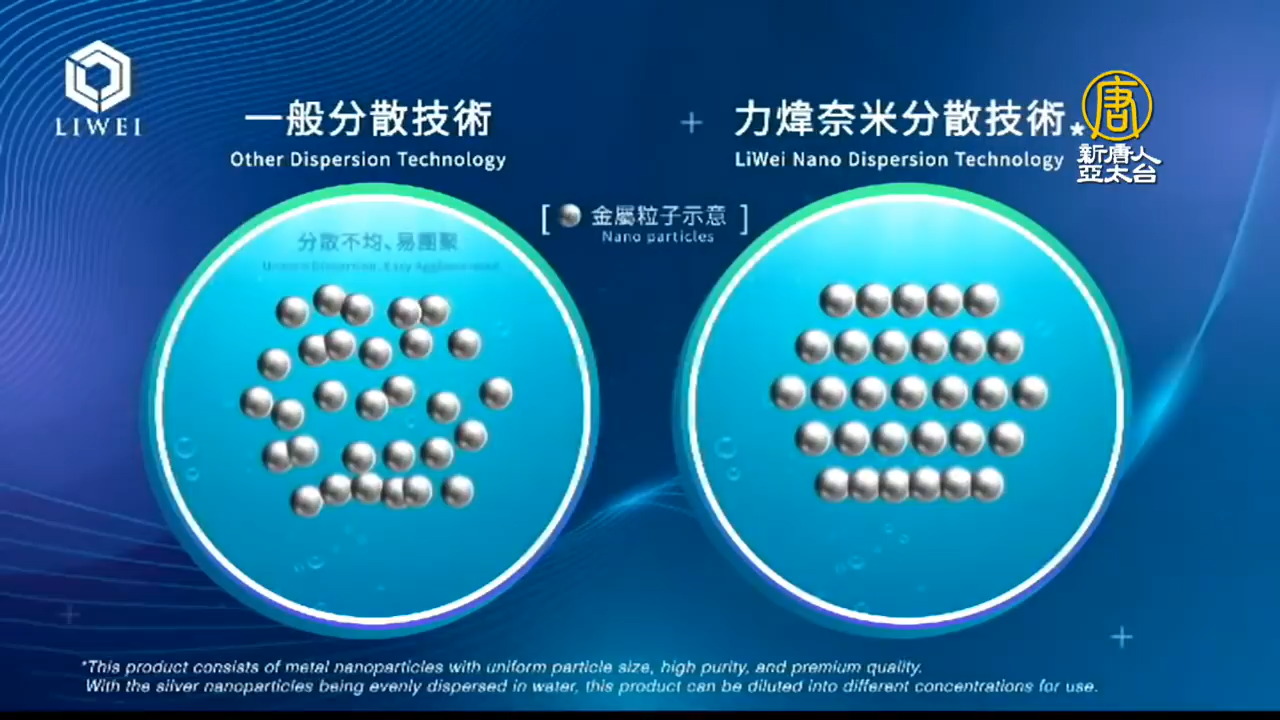 LIWEI
一般分散技術
Other Dispersion Technology
力煒奈米分散技術*
LiWei Nano Dispersion Technology
唐
新唐人
亞太台
[ 金屬粒子示意 ]
Nano particles
分散不均、易團聚
*This product consists of metal nanoparticles with uniform particle size, high purity, and premium quality.
With the silver nanoparticles being evenly dispersed in water, this product can be diluted into different concentrations for use.